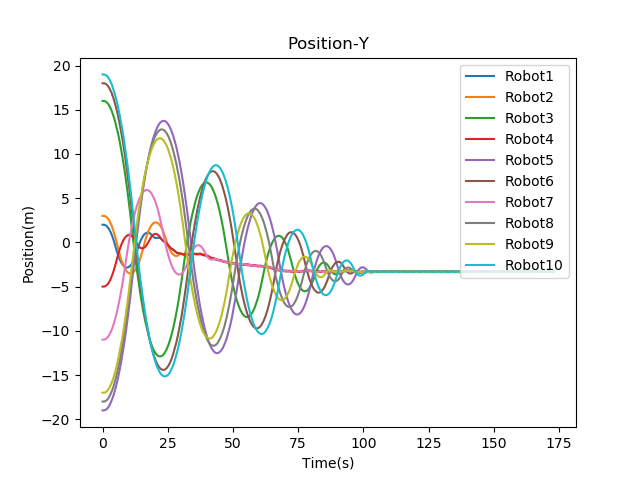 Position-Y
20
15
10
5
0
−5
−10
−15
−20
Position(m)
Robot1
Robot2
Robot3
Robot4
Robot5
Robot6
Robot7
Robot8
Robot9
Robot10
0 25 50 75 100 125 150 175
Time(s)